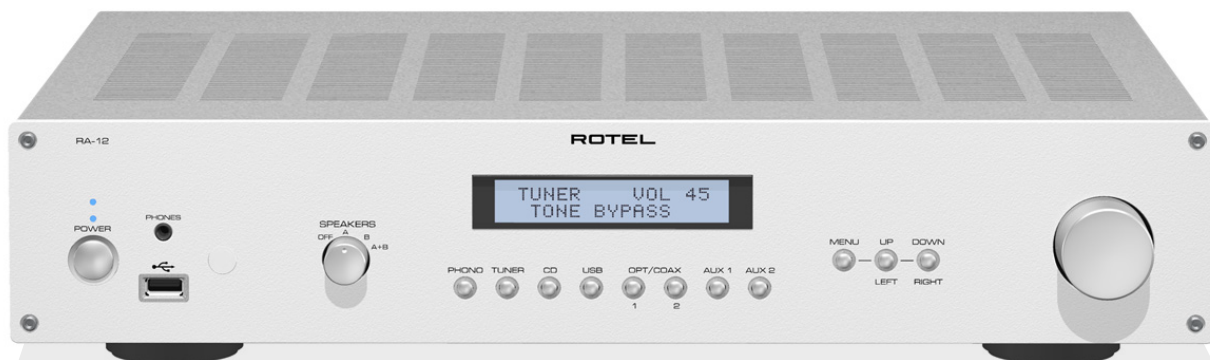 RA-12
ROTEL
TUNER VOL 45
TONE BYPASS
POWER
PHONES
SPEAKERS
OFF A B A+B
PHONO TUNER CD USB OPT/COAX AUX 1 AUX 2
1 2
MENU UP DOWN
LEFT RIGHT